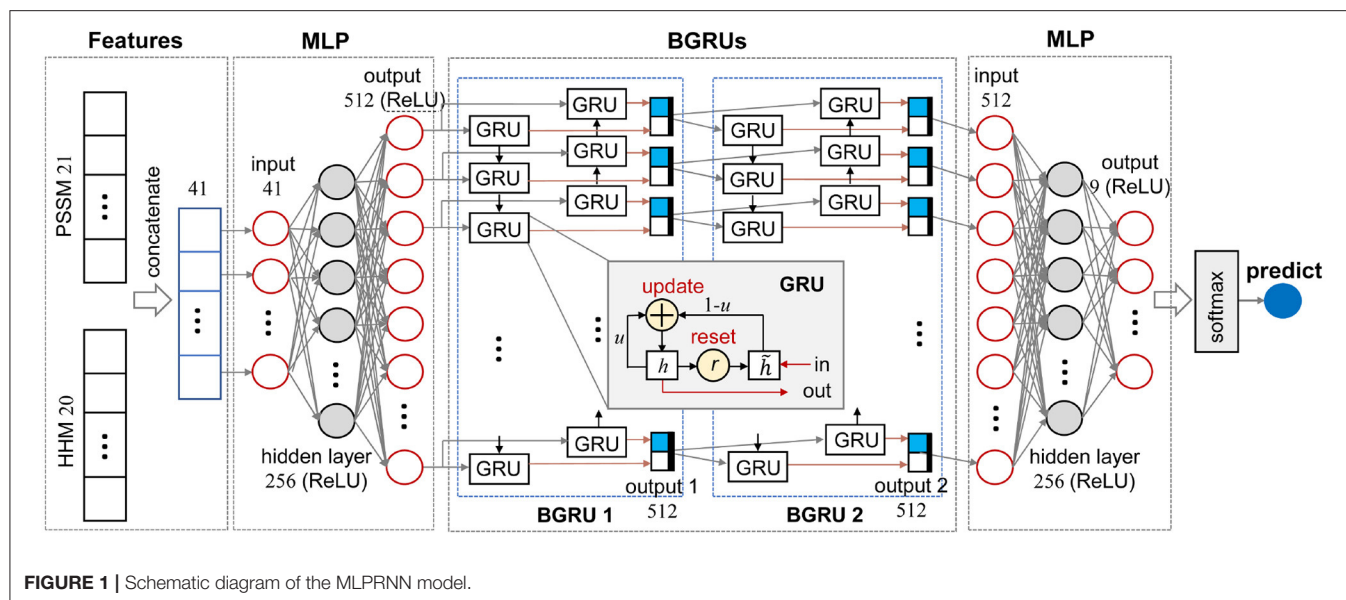 Features
MLP
BGRUs
MLP
PSSM 21
HHM 20
concatenate
41
input
41
hidden layer
256 (ReLU)
output
512 (ReLU)
GRU
GRU
GRU
GRU
GRU
GRU
GRU
GRU
output 1
512
BGRU 1
GRU
GRU
GRU
GRU
GRU
GRU
GRU
GRU
output 2
512
BGRU 2
GRU
update
1-u
u
reset
h
r
h̃
in
out
input
512
hidden layer
256 (ReLU)
output
9 (ReLU)
softmax
predict
FIGURE 1 | Schematic diagram of the MLPRNN model.